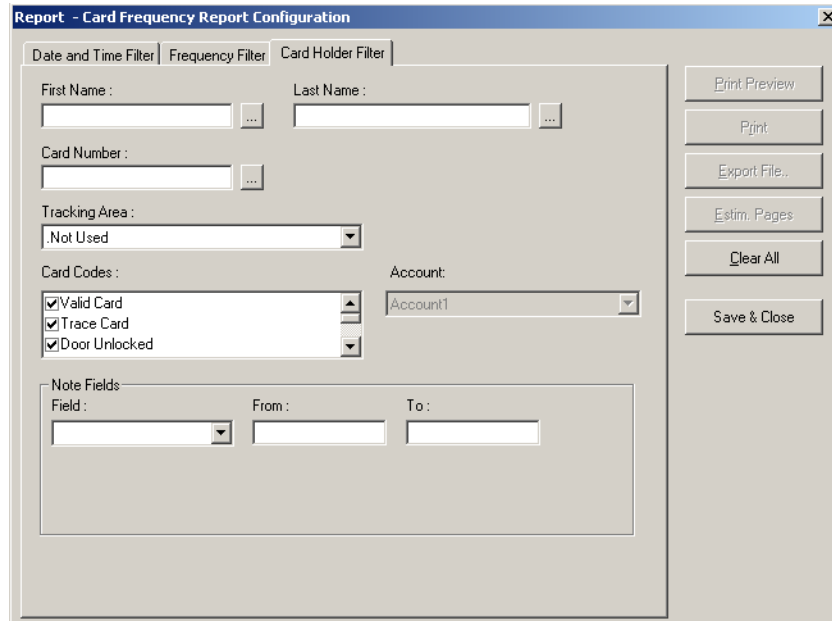 Report - Card Frequency Report Configuration
Date and Time Filter Frequency Filter Card Holder Filter
First Name : Last Name :
... ...
Card Number :
...
Tracking Area :
.Not Used
Card Codes : Account:
Valid Card Account1
Trace Card
Door Unlocked
Note Fields
Field : From : To :
Print Preview
Print
Export File..
Estim. Pages
Clear All
Save & Close